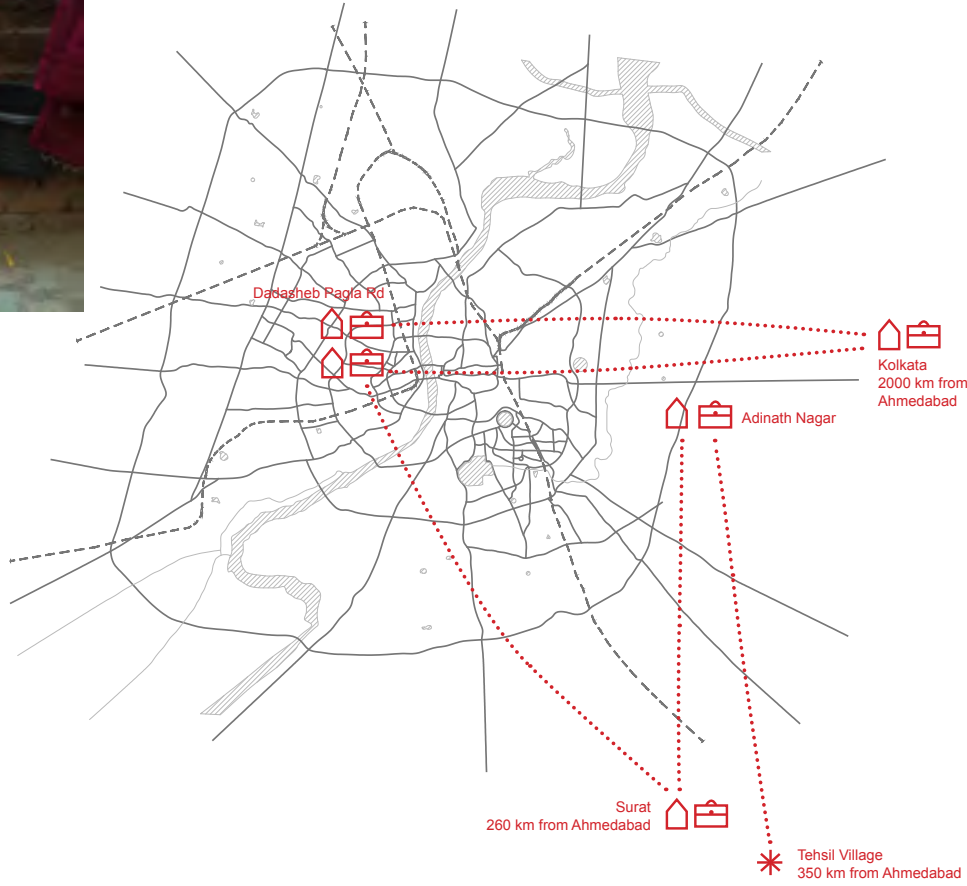 Dadasheb Pagla Rd
Kolkata
2000 km from
Ahmedabad
Adinath Nagar
Surat
260 km from Ahmedabad
Tehsil Village
350 km from Ahmedabad